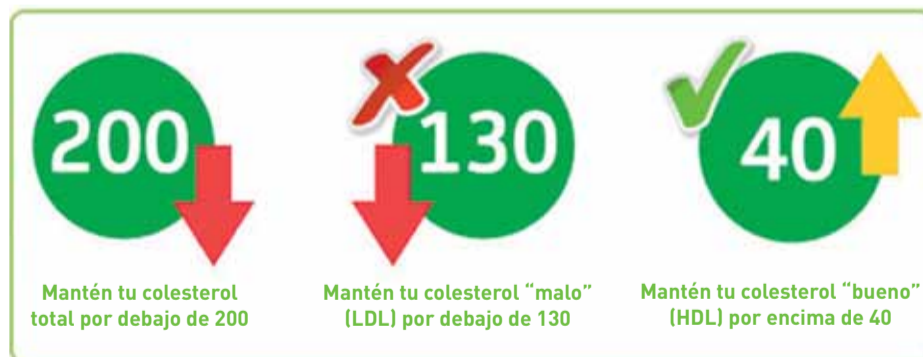 200
130
40
Mantén tu colesterol
total por debajo de 200
Mantén tu colesterol “malo”
(LDL) por debajo de 130
Mantén tu colesterol “bueno”
(HDL) por encima de 40